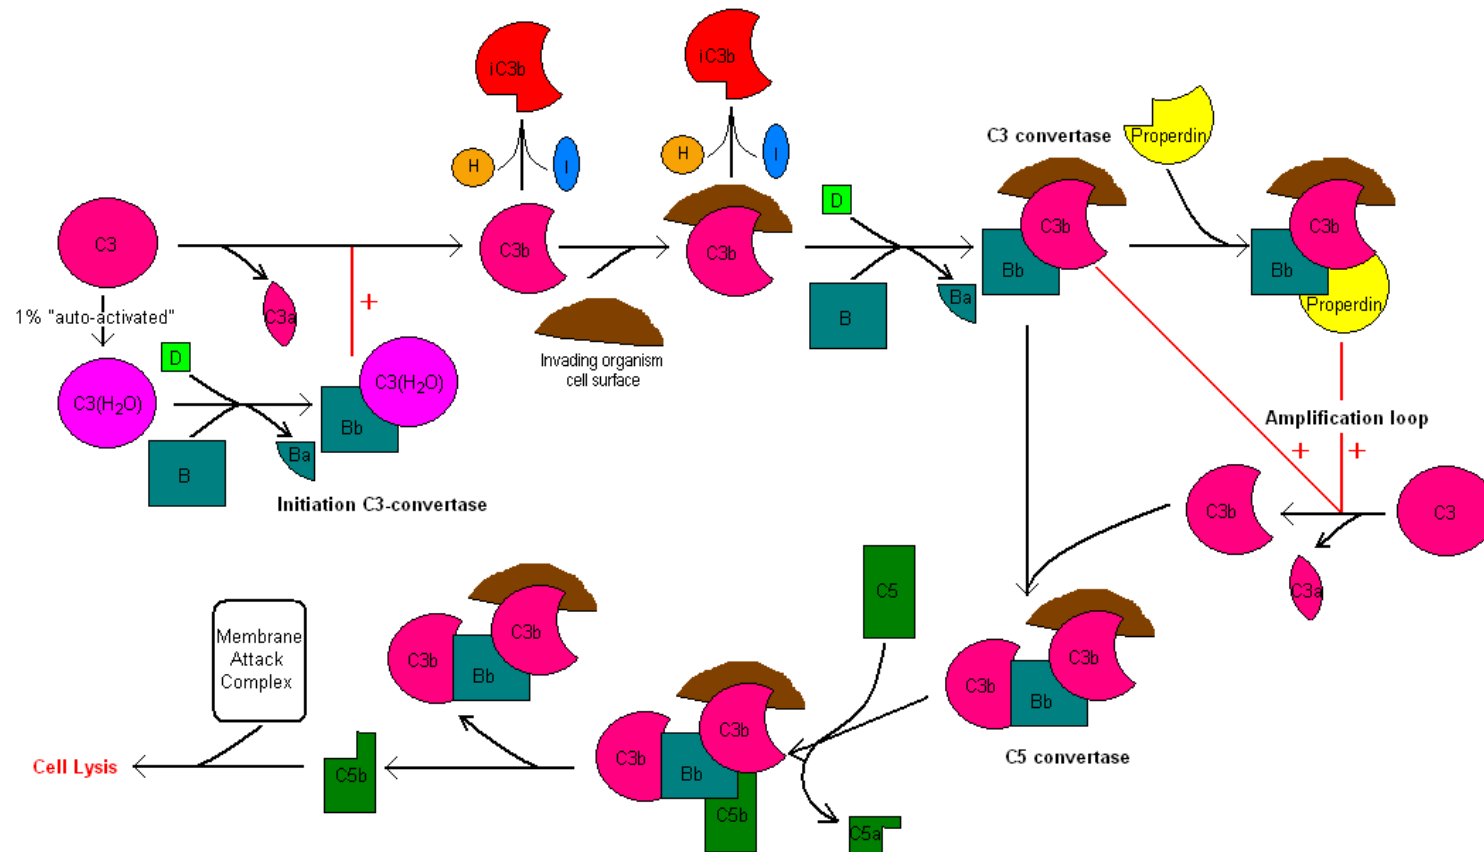 iC3b
iC3b
H
I
H
I
C3 convertase
Properdin
C3
C3b
C3b
D
C3b
Bb
C3b
Bb
Properdin
C3a
+
B
Ba
1% "auto-activated"
Invading organism
cell surface
D
C3(H₂O)
C3(H₂O)
Bb
B
Ba
Initiation C3-convertase
Amplification loop
+
+
C3b
C3
C3a
C5
Membrane
Attack
Complex
C3b
C3b
Bb
C3b
C3b
Bb
C5 convertase
C3b
C3b
Bb
C5b
C5a
C5b
Cell Lysis